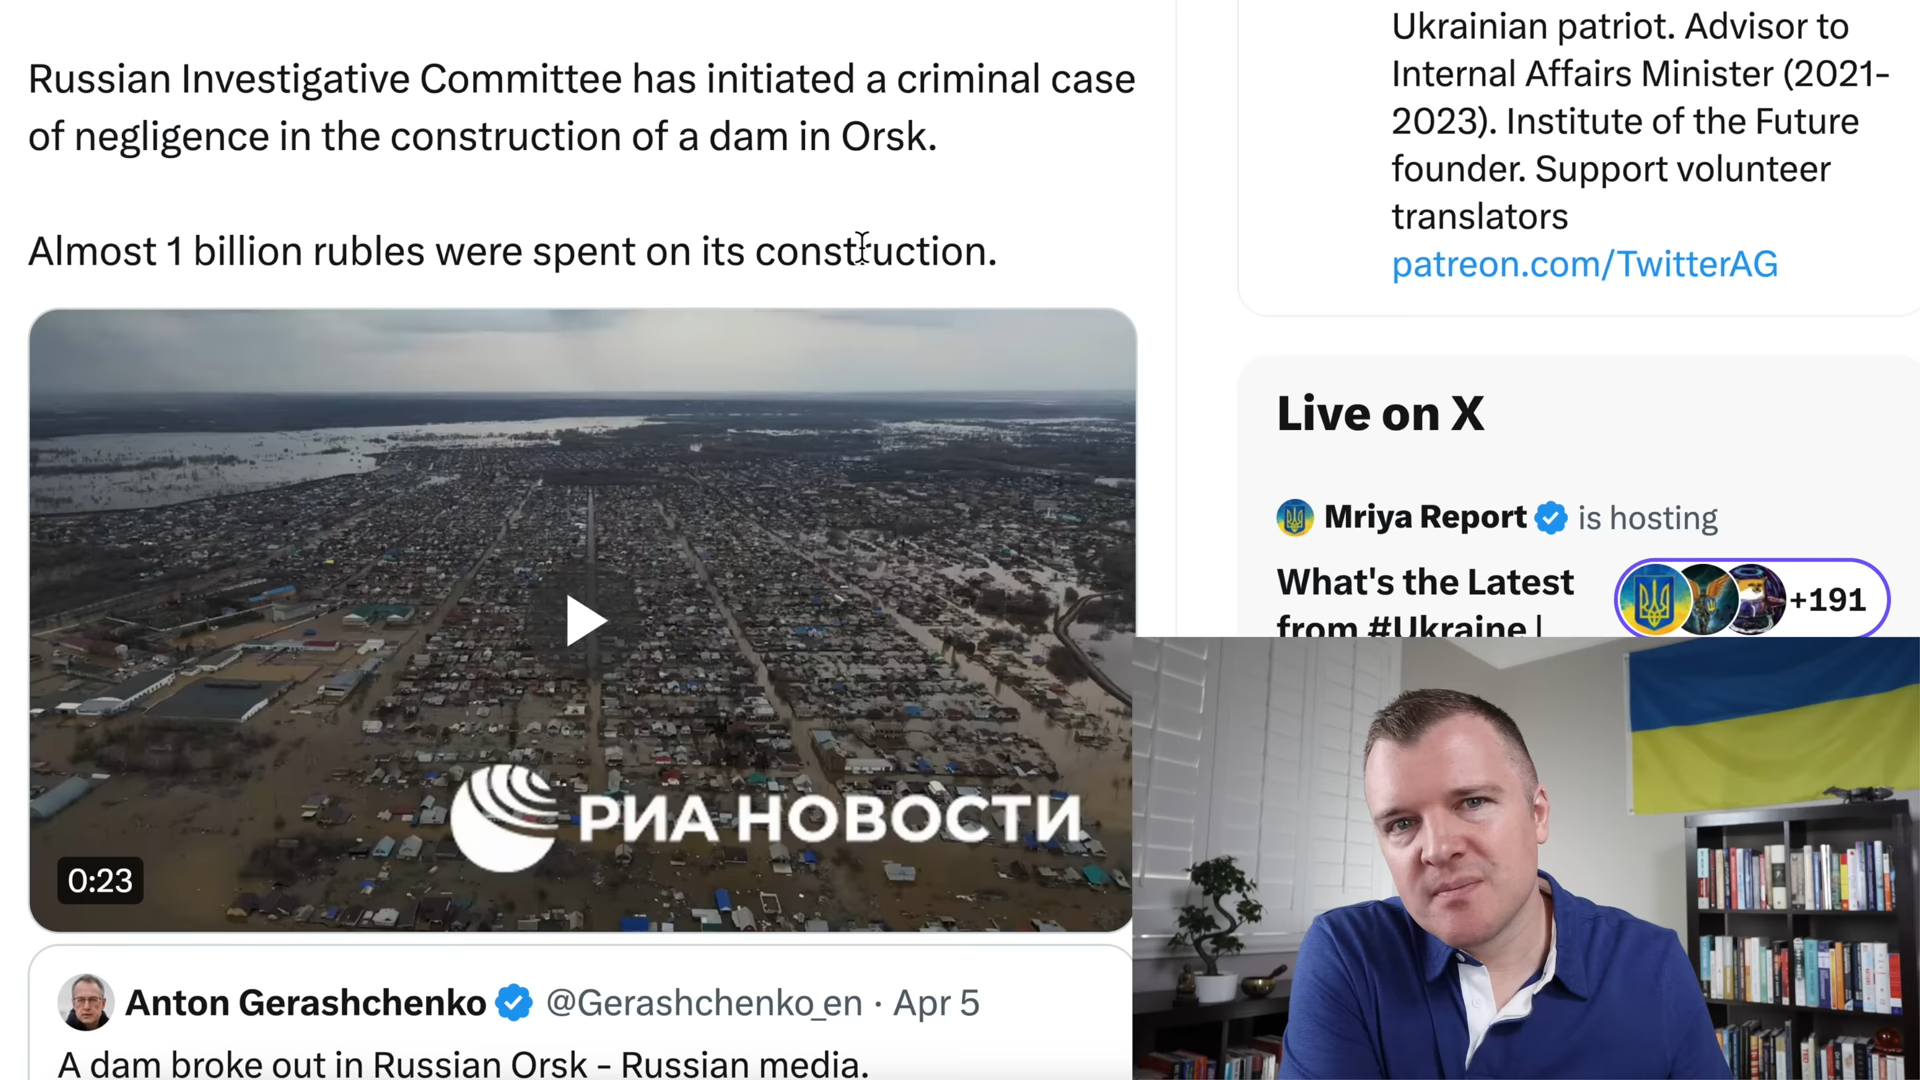 Russian Investigative Committee has initiated a criminal case
of negligence in the construction of a dam in Orsk.
Almost 1 billion rubles were spent on its construction.
РИА НОВОСТИ
0:23
Anton Gerashchenko @Gerashchenko_en · Apr 5
A dam broke out in Russian Orsk - Russian media.
Ukrainian patriot. Advisor to
Internal Affairs Minister (2021-
2023). Institute of the Future
founder. Support volunteer
translators
patreon.com/TwitterAG
Live on X
Mriya Report is hosting
What's the Latest
from #Ukraine |
+191